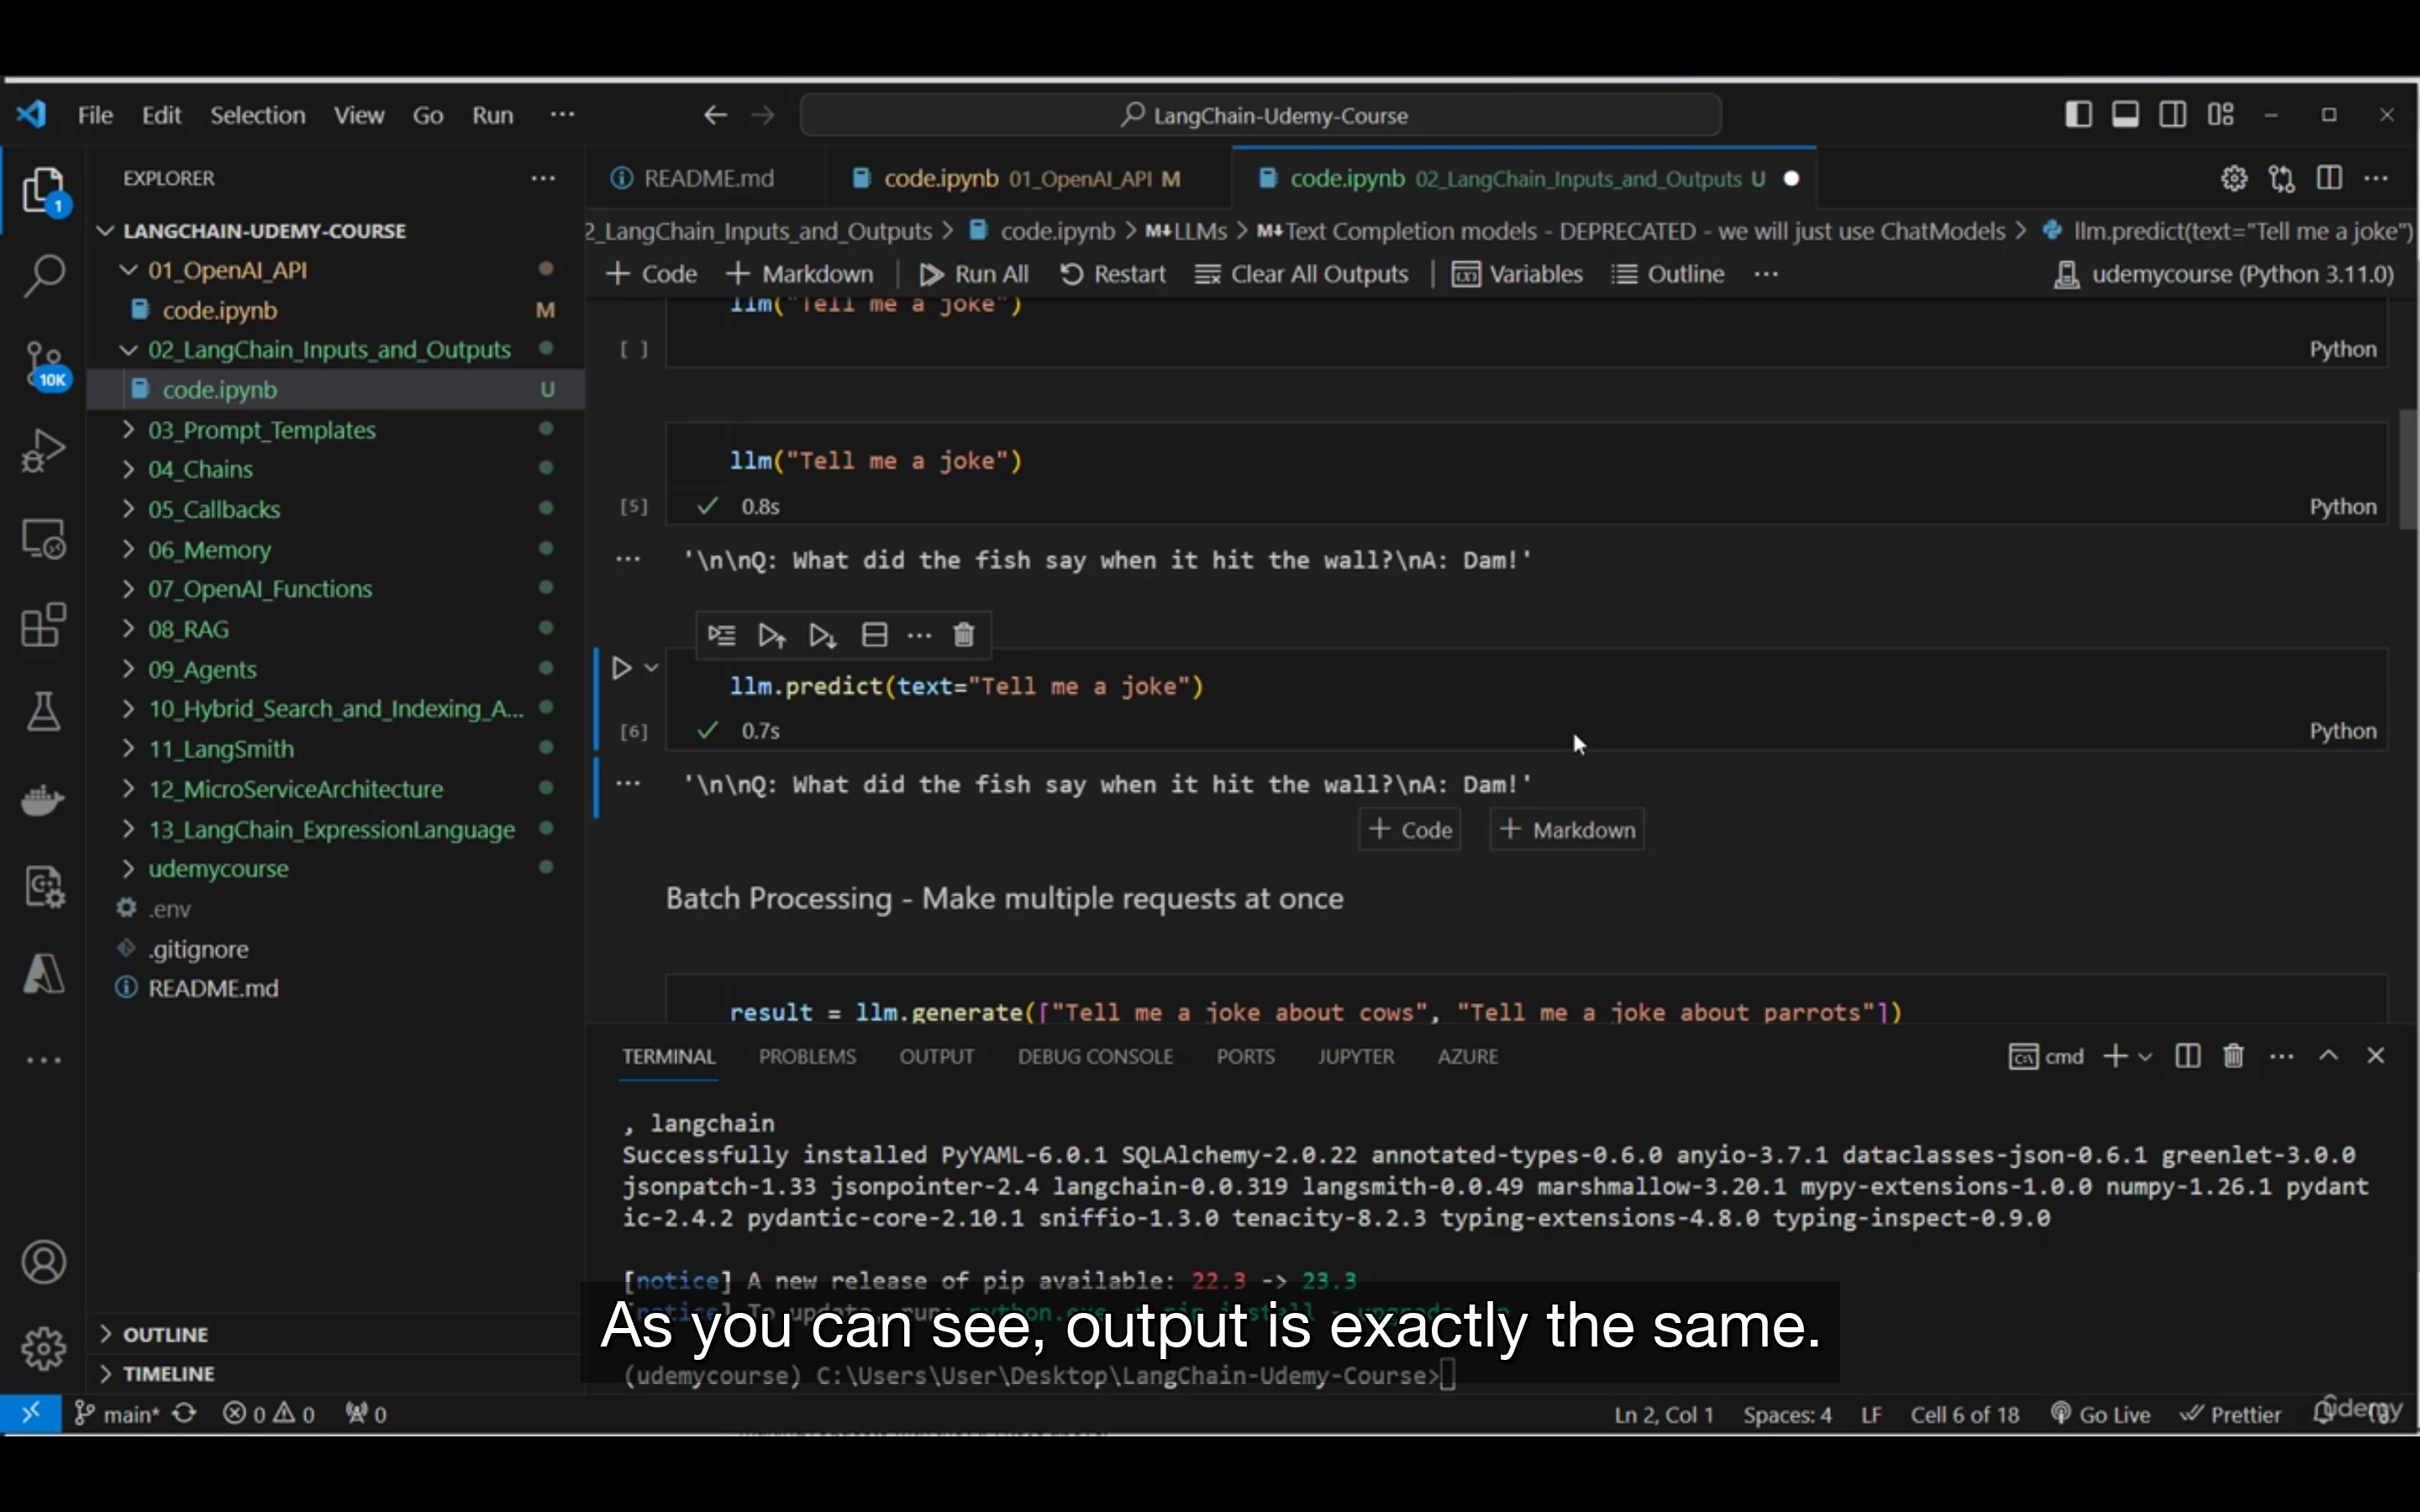 File Edit Selection View Go Run ··· LangChain-Udemy-Course
EXPLORER ···
1
LANGCHAIN-UDEMY-COURSE
01_OpenAI_API
code.ipynb M
02_LangChain_Inputs_and_Outputs
10K
code.ipynb U
03_Prompt_Templates
04_Chains
05_Callbacks
06_Memory
07_OpenAI_Functions
08_RAG
09_Agents
10_Hybrid_Search_and_Indexing_A...
11_LangSmith
12_MicroServiceArchitecture
13_LangChain_ExpressionLanguage
udemycourse
.env
.gitignore
README.md
OUTLINE
TIMELINE
README.md code.ipynb 01_OpenAI_API M code.ipynb 02_LangChain_Inputs_and_Outputs U
2_LangChain_Inputs_and_Outputs > code.ipynb > M↓LLMs > M↓Text Completion models - DEPRECATED - we will just use ChatModels > llm.predict(text="Tell me a joke")
+ Code + Markdown Run All Restart Clear All Outputs Variables Outline ··· udemycourse (Python 3.11.0)
llm("Tell me a joke")
[ ] Python
llm("Tell me a joke")
[5] ✓ 0.8s Python
··· '\n\nQ: What did the fish say when it hit the wall?\nA: Dam!'
llm.predict(text="Tell me a joke")
[6] ✓ 0.7s Python
··· '\n\nQ: What did the fish say when it hit the wall?\nA: Dam!'
+ Code + Markdown
Batch Processing - Make multiple requests at once
result = llm.generate(["Tell me a joke about cows", "Tell me a joke about parrots"])
TERMINAL PROBLEMS OUTPUT DEBUG CONSOLE PORTS JUPYTER AZURE cmd
, langchain
Successfully installed PyYAML-6.0.1 SQLAlchemy-2.0.22 annotated-types-0.6.0 anyio-3.7.1 dataclasses-json-0.6.1 greenlet-3.0.0
jsonpatch-1.33 jsonpointer-2.4 langchain-0.0.319 langsmith-0.0.49 marshmallow-3.20.1 mypy-extensions-1.0.0 numpy-1.26.1 pydant
ic-2.4.2 pydantic-core-2.10.1 sniffio-1.3.0 tenacity-8.2.3 typing-extensions-4.8.0 typing-inspect-0.9.0
[notice] A new release of pip available: 22.3 -> 23.3
As you can see, output is exactly the same.
(udemycourse) C:\Users\User\Desktop\LangChain-Udemy-Course>
main* 0 0 0 Ln 2, Col 1 Spaces: 4 LF Cell 6 of 18 Go Live Prettier
ûdemy